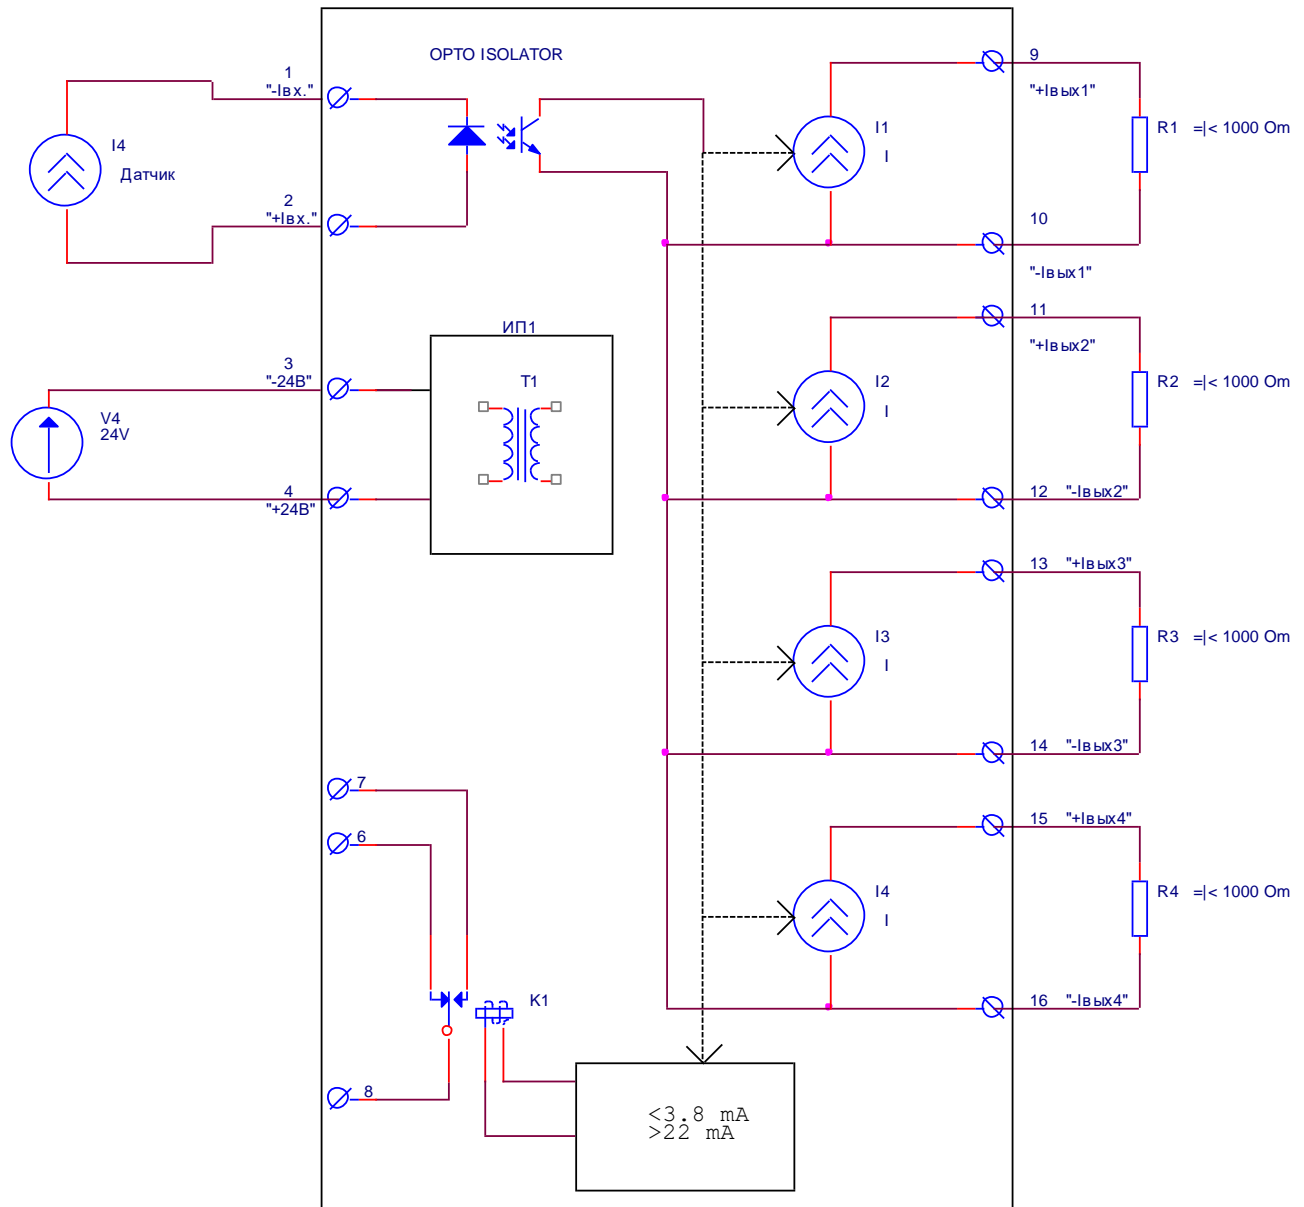 OPTO ISOLATOR
1
"-Iвх."
I4
Датчик
2
"+Iвх."
3
"-24В"
V4
24V
4
"+24В"
ИП1
T1
7
6
8
K1
<3.8 mA
>22 mA
I1
I
9
"+Iвых1"
R1 =|< 1000 Om
10
"-Iвых1"
I2
I
11
"+Iвых2"
R2 =|< 1000 Om
12 "-Iвых2"
I3
I
13 "+Iвых3"
R3 =|< 1000 Om
14 "-Iвых3"
I4
I
15 "+Iвых4"
R4 =|< 1000 Om
16 "-Iвых4"